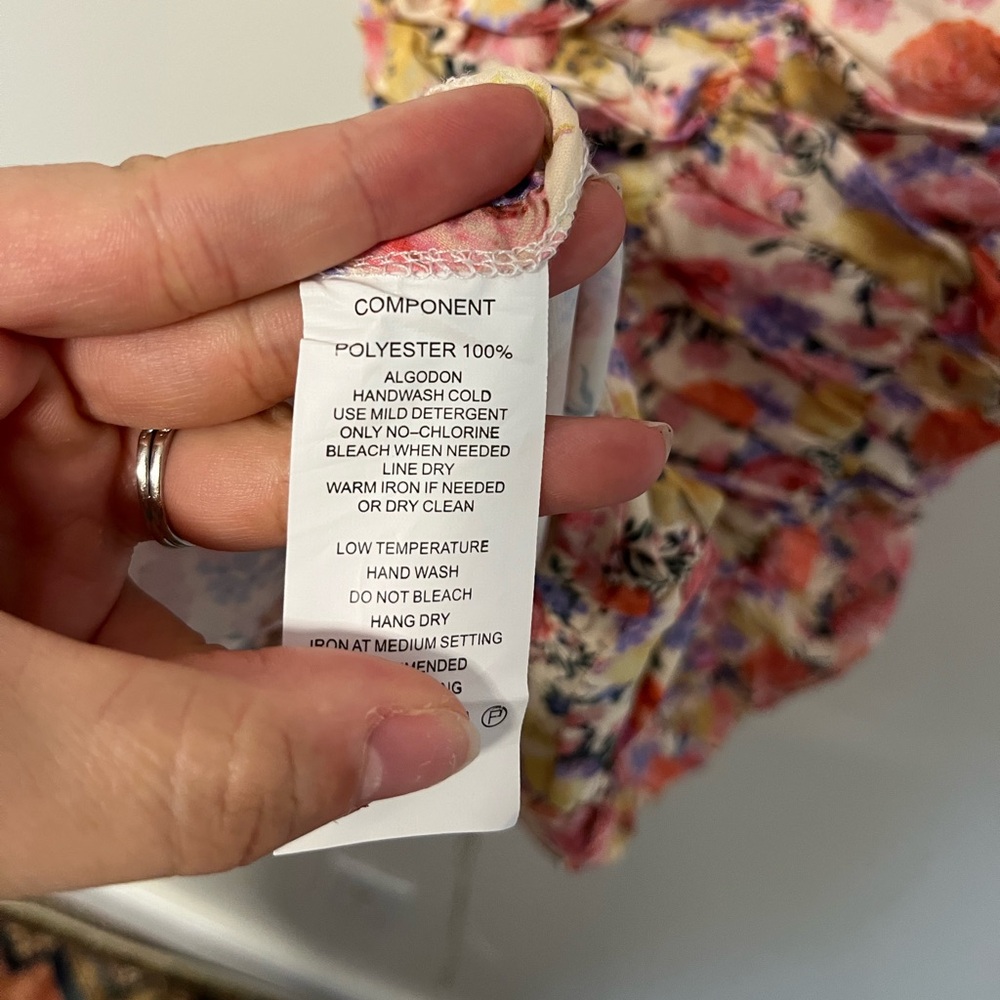 COMPONENT
POLYESTER 100%
ALGODON
HANDWASH COLD
USE MILD DETERGENT
ONLY NO-CHLORINE
BLEACH WHEN NEEDED
LINE DRY
WARM IRON IF NEEDED
OR DRY CLEAN
LOW TEMPERATURE
HAND WASH
DO NOT BLEACH
HANG DRY
IRON AT MEDIUM SETTING
P